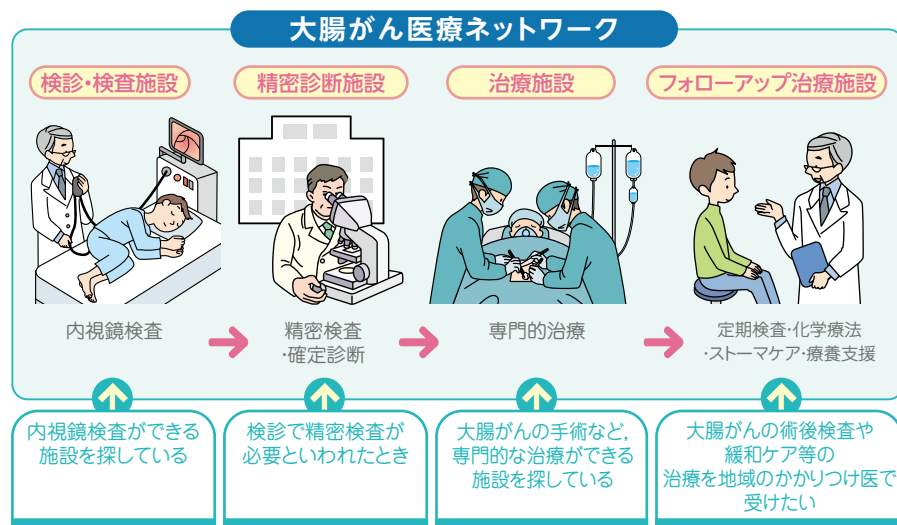 大腸がん医療ネットワーク
検診・検査施設
精密診断施設
治療施設
フォローアップ治療施設
内視鏡検査
精密検査
・確定診断
専門的治療
定期検査・化学療法
・ストーマケア・療養支援
内視鏡検査ができる
施設を探している
検診で精密検査が
必要といわれたとき
大腸がんの手術など,
専門的な治療ができる
施設を探している
大腸がんの術後検査や
緩和ケア等の
治療を地域のかかりつけ医で
受けたい